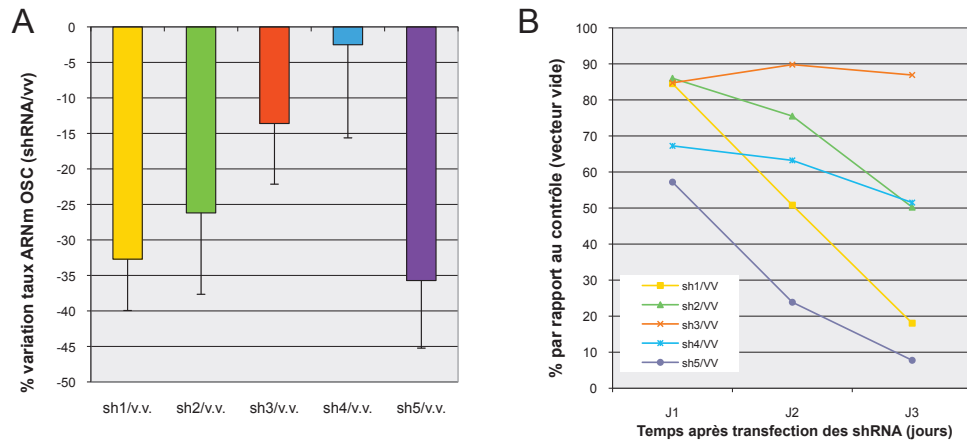 A
% variation taux ARNm OSC (shRNA/vv)
0
-5
-10
-15
-20
-25
-30
-35
-40
-45
-50
sh1/v.v.
sh2/v.v.
sh3/v.v.
sh4/v.v.
sh5/v.v.
B
% par rapport au contrôle (vecteur vide)
100
90
80
70
60
50
40
30
20
10
0
sh1/VV
sh2/VV
sh3/VV
sh4/VV
sh5/VV
J1
J2
J3
Temps après transfection des shRNA (jours)